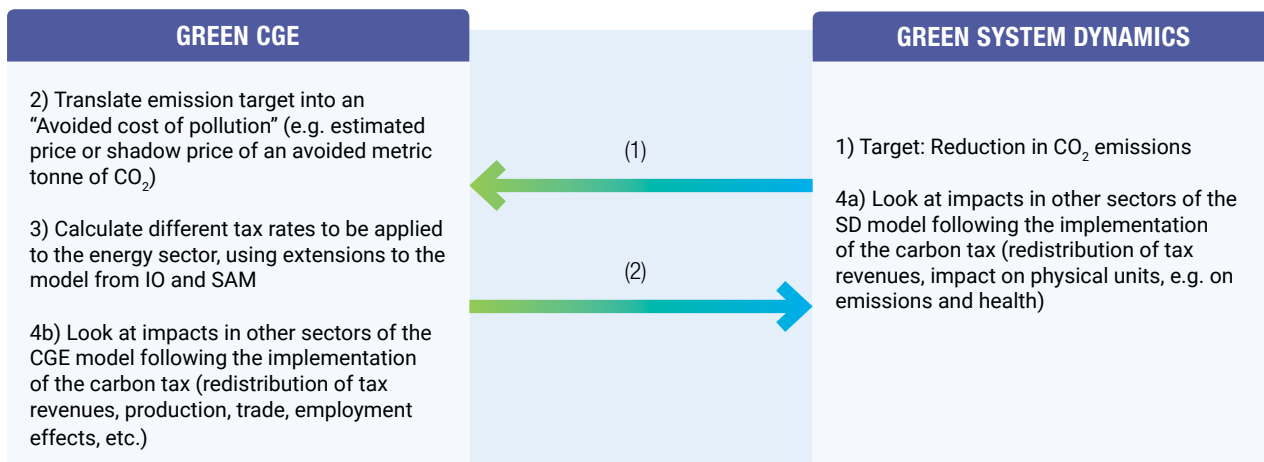 GREEN CGE
2) Translate emission target into an
“Avoided cost of pollution” (e.g. estimated
price or shadow price of an avoided metric
tonne of CO₂)
3) Calculate different tax rates to be applied
to the energy sector, using extensions to the
model from IO and SAM
4b) Look at impacts in other sectors of the
CGE model following the implementation
of the carbon tax (redistribution of tax
revenues, production, trade, employment
effects, etc.)
(1)
(2)
GREEN SYSTEM DYNAMICS
1) Target: Reduction in CO₂ emissions
4a) Look at impacts in other sectors of the
SD model following the implementation
of the carbon tax (redistribution of tax
revenues, impact on physical units, e.g. on
emissions and health)